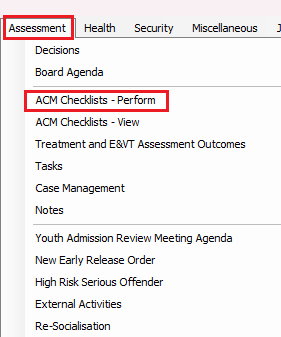 Assessment Health Security Miscellaneous
Decisions
Board Agenda
ACM Checklists - Perform
ACM Checklists - View
Treatment and E&VT Assessment Outcomes
Tasks
Case Management
Notes
Youth Admission Review Meeting Agenda
New Early Release Order
High Risk Serious Offender
External Activities
Re-Socialisation